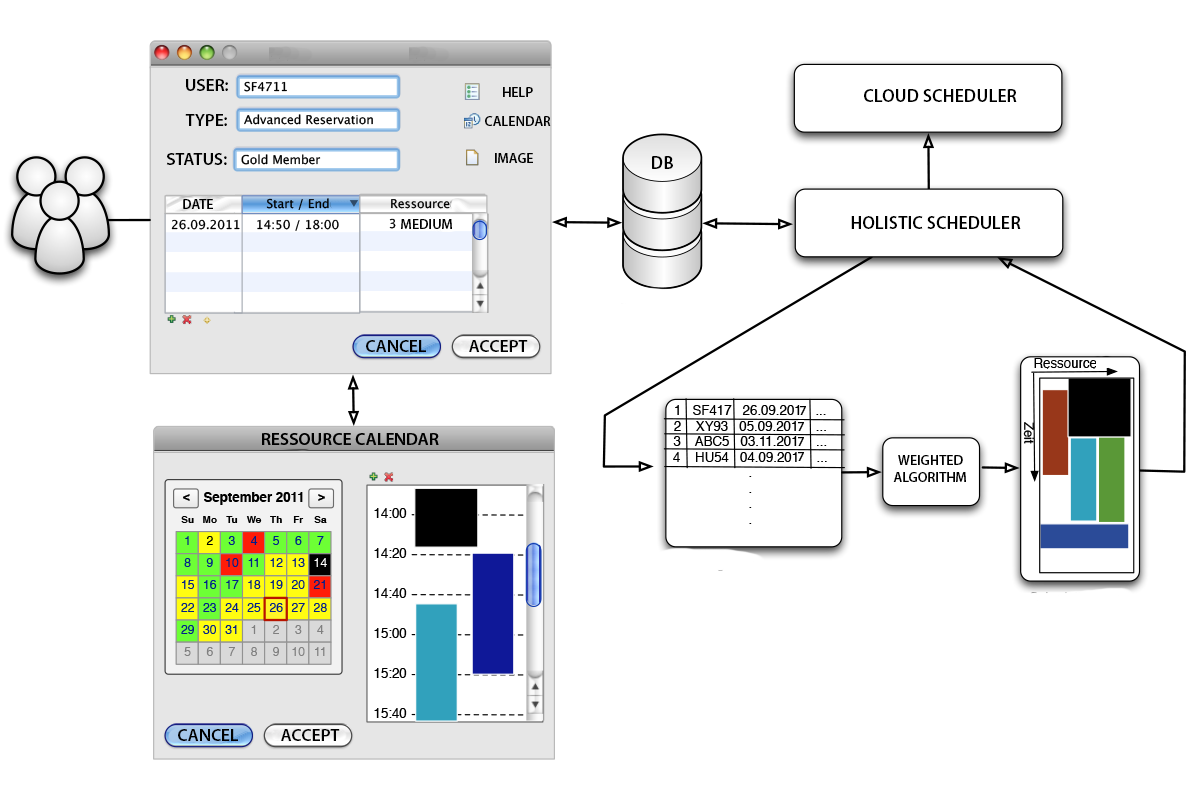 USER: SF4711
HELP
TYPE: Advanced Reservation
CALENDAR
STATUS: Gold Member
IMAGE
DATE Start / End Ressource
26.09.2011 14:50 / 18:00 3 MEDIUM
CANCEL ACCEPT
RESSOURCE CALENDAR
< September 2011 >
Su Mo Tu We Th Fr Sa
1 2 3 4 5 6 7
8 9 10 11 12 13 14
15 16 17 18 19 20 21
22 23 24 25 26 27 28
29 30 31 1 2 3 4
5 6 7 8 9 10 11
14:00
14:20
14:40
15:00
15:20
15:40
CANCEL ACCEPT
DB
CLOUD SCHEDULER
HOLISTIC SCHEDULER
1 SF417 26.09.2017 ...
2 XY93 05.09.2017 ...
3 ABC5 03.11.2017 ...
4 HU54 04.09.2017 ...
WEIGHTED
ALGORITHM
Ressource
Zeit